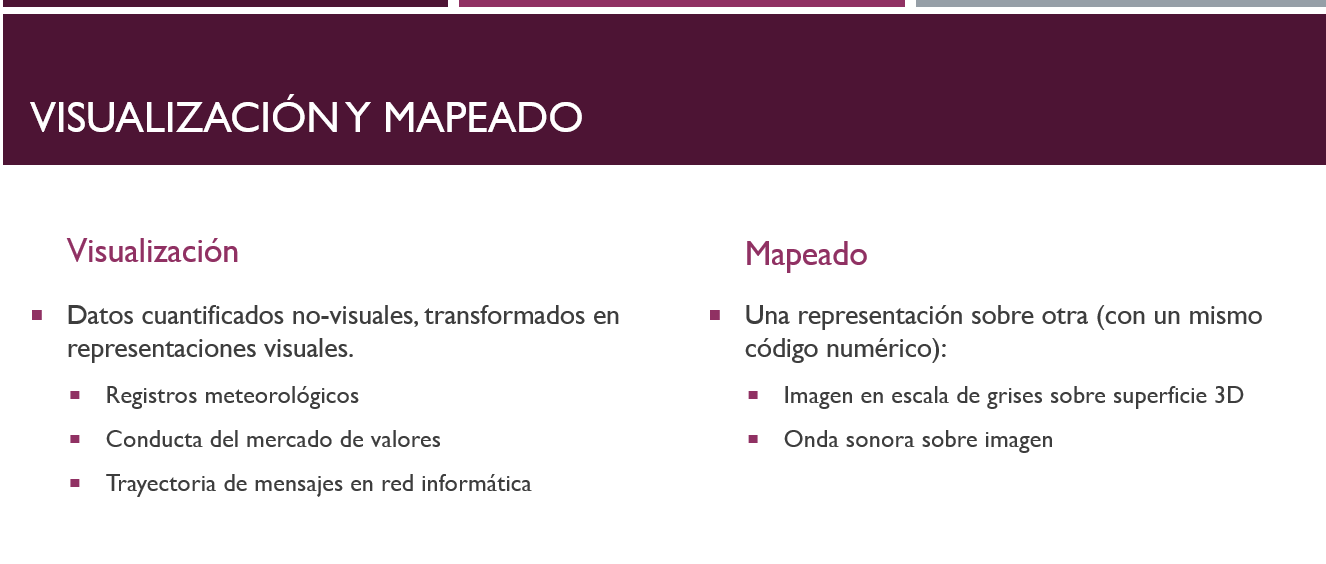 VISUALIZACIÓN Y MAPEADO
Visualización
Datos cuantificados no-visuales, transformados en
representaciones visuales.
Registros meteorológicos
Conducta del mercado de valores
Trayectoria de mensajes en red informática
Mapeado
Una representación sobre otra (con un mismo
código numérico):
Imagen en escala de grises sobre superficie 3D
Onda sonora sobre imagen